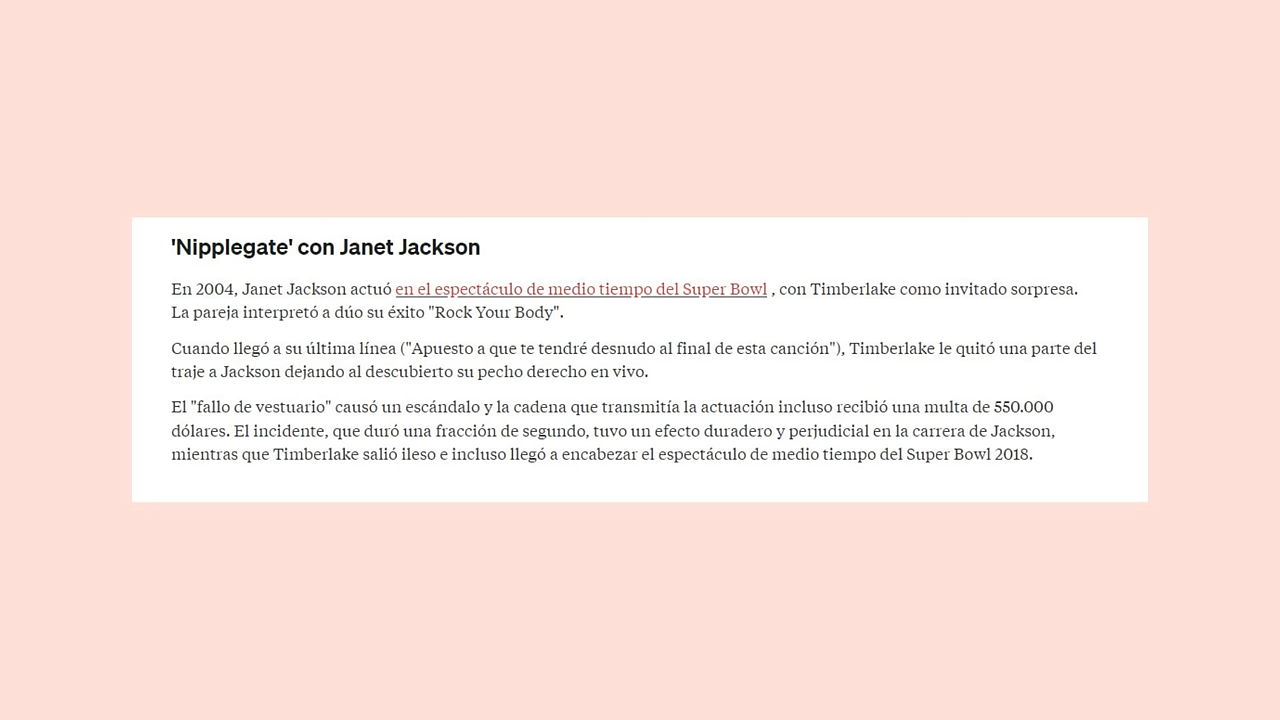 'Nipplegate' con Janet Jackson
En 2004, Janet Jackson actuó en el espectáculo de medio tiempo del Super Bowl , con Timberlake como invitado sorpresa.
La pareja interpretó a dúo su éxito "Rock Your Body".
Cuando llegó a su última línea ("Apuesto a que te tendré desnudo al final de esta canción"), Timberlake le quitó una parte del
traje a Jackson dejando al descubierto su pecho derecho en vivo.
El "fallo de vestuario" causó un escándalo y la cadena que transmitía la actuación incluso recibió una multa de 550.000
dólares. El incidente, que duró una fracción de segundo, tuvo un efecto duradero y perjudicial en la carrera de Jackson,
mientras que Timberlake salió ileso e incluso llegó a encabezar el espectáculo de medio tiempo del Super Bowl 2018.